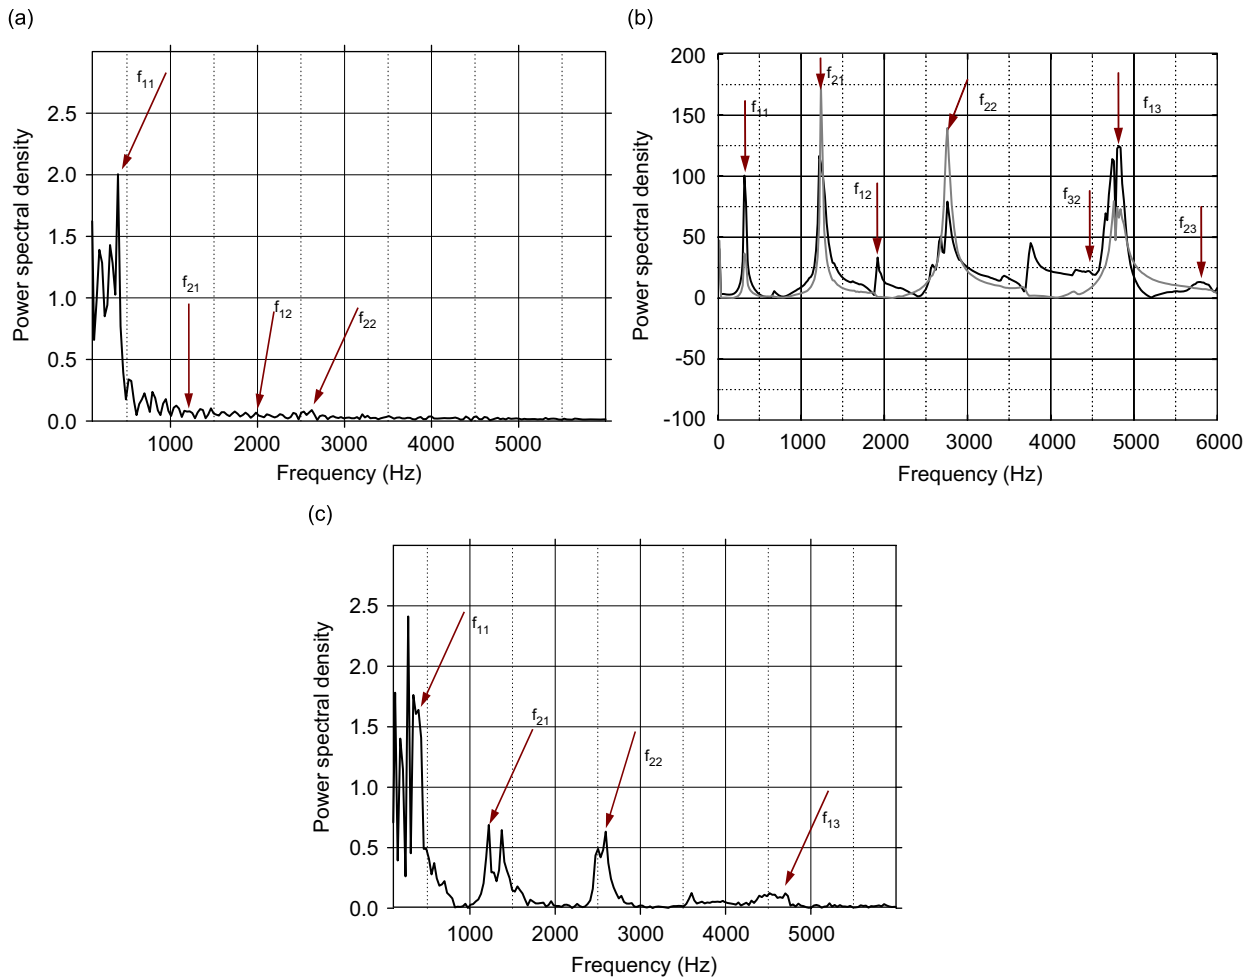 (a)
(b)
f11
2.5
2.0
1.5
1.0
0.5
0.0
Power spectral density
f21
f12
f22
1000
2000
3000
4000
5000
Frequency (Hz)
200
150
100
50
0
-50
-100
Power spectral density
f11
f21
f12
f22
f32
f13
f23
0
1000
2000
3000
4000
5000
6000
Frequency (Hz)
(c)
2.5
2.0
1.5
1.0
0.5
0.0
Power spectral density
f11
f21
f22
f13
1000
2000
3000
4000
5000
Frequency (Hz)